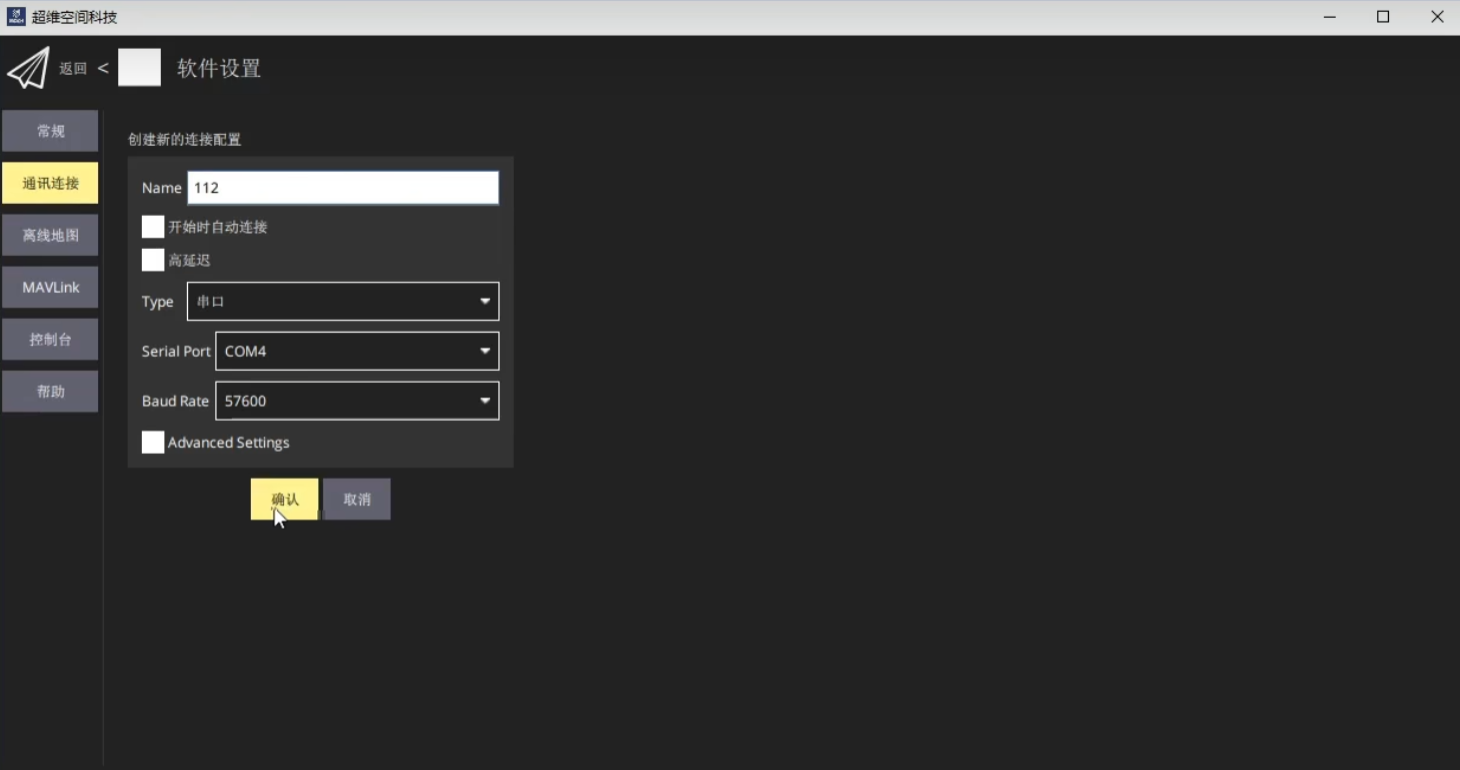 超维空间科技
返回 < 软件设置
常规
通讯连接
离线地图
MAVLink
控制台
帮助
创建新的连接配置
Name 112
开始时自动连接
高延迟
Type 串口
Serial Port COM4
Baud Rate 57600
Advanced Settings
确认 取消